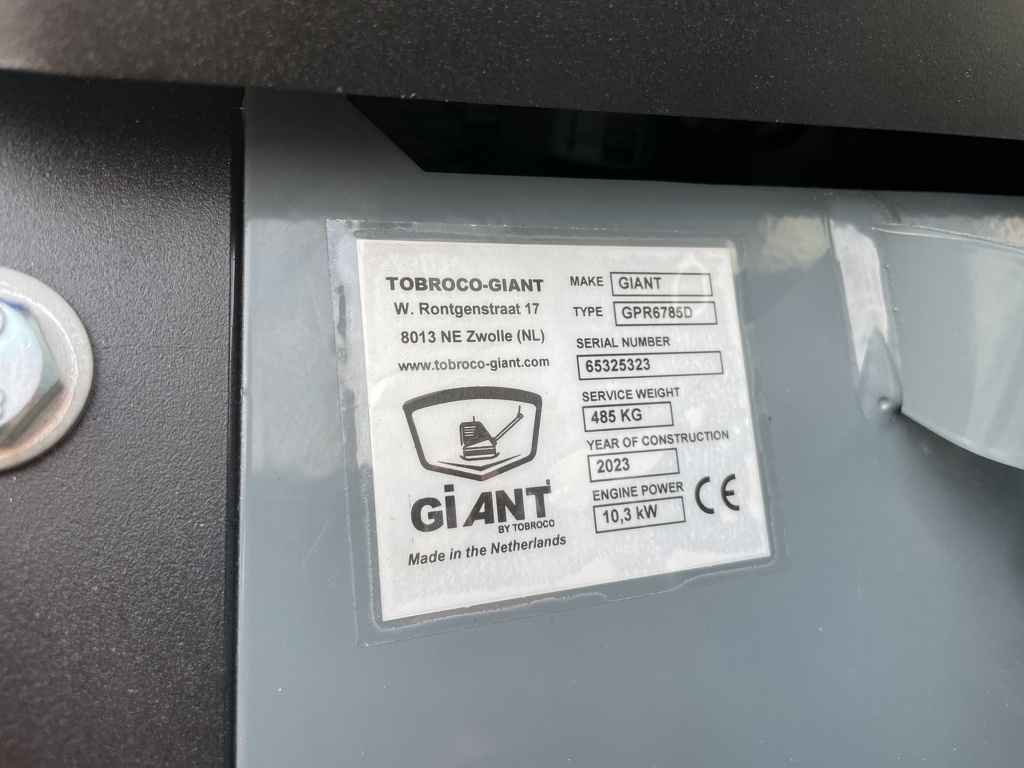 TOBROCO-GIANT
W. Rontgenstraat 17
8013 NE Zwolle (NL)
www.tobroco-giant.com
GiANT
BY TOBROCO
Made in the Netherlands
MAKE GIANT
TYPE GPR6785D
SERIAL NUMBER
65325323
SERVICE WEIGHT
485 KG
YEAR OF CONSTRUCTION
2023
ENGINE POWER
10,3 kW
CE